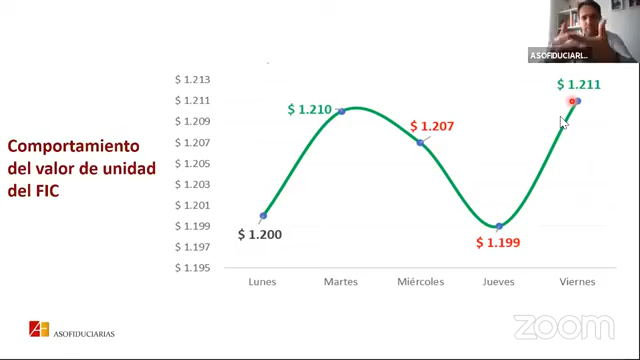 ASOFIDUCIARI...
$ 1.213
$ 1.211
$ 1.209
$ 1.207
$ 1.205
$ 1.203
$ 1.201
$ 1.199
$ 1.197
$ 1.195
Comportamiento
del valor de unidad
del FIC
$ 1.200
$ 1.210
$ 1.207
$ 1.199
$ 1.211
Lunes
Martes
Miércoles
Jueves
Viernes
ASOFIDUCIARIAS
zoom